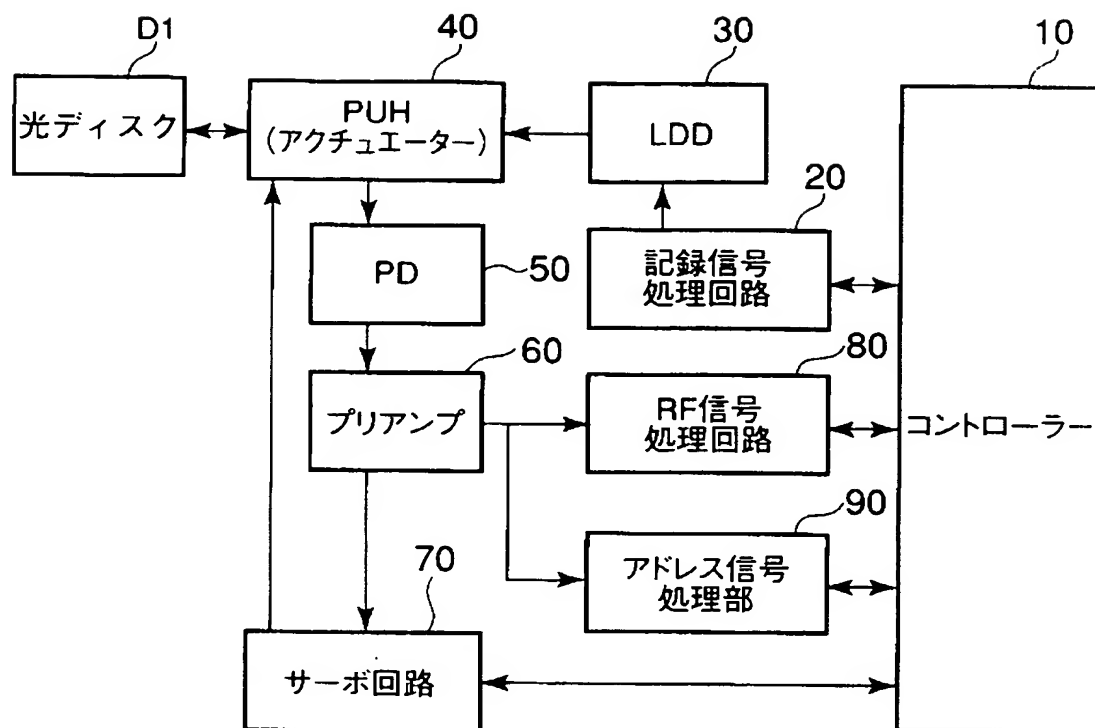 D1
40
30
10
光ディスク
PUH
(アクチュエーター)
LDD
20
PD
50
記録信号
処理回路
60
80
プリアンプ
RF信号
処理回路
コントローラー
90
70
アドレス信号
処理部
サーボ回路